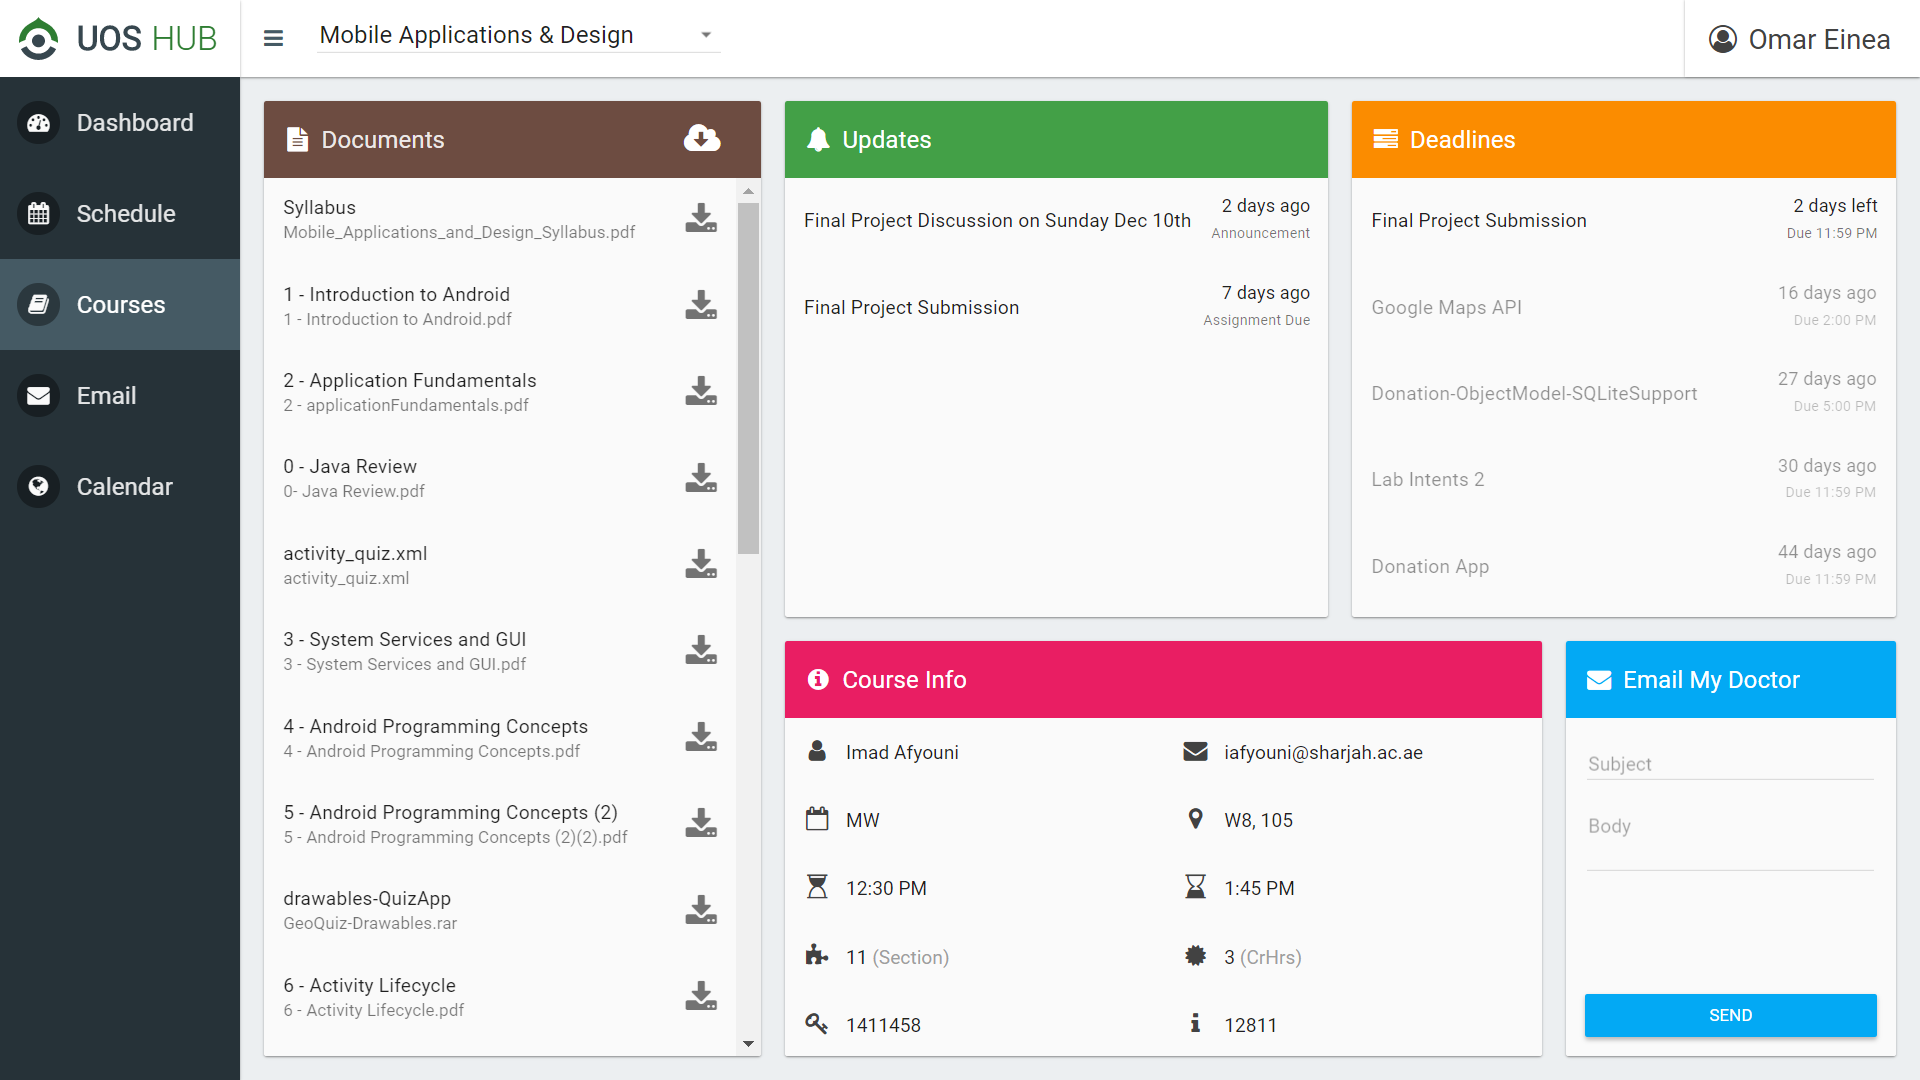 UOS HUB
Mobile Applications & Design
Omar Einea
Dashboard
Schedule
Courses
Email
Calendar
Documents
Syllabus
Mobile_Applications_and_Design_Syllabus.pdf
1 - Introduction to Android
1 - Introduction to Android.pdf
2 - Application Fundamentals
2 - applicationFundamentals.pdf
0 - Java Review
0- Java Review.pdf
activity_quiz.xml
activity_quiz.xml
3 - System Services and GUI
3 - System Services and GUI.pdf
4 - Android Programming Concepts
4 - Android Programming Concepts.pdf
5 - Android Programming Concepts (2)
5 - Android Programming Concepts (2)(2).pdf
drawables-QuizApp
GeoQuiz-Drawables.rar
6 - Activity Lifecycle
6 - Activity Lifecycle.pdf
Updates
Final Project Discussion on Sunday Dec 10th
2 days ago
Announcement
Final Project Submission
7 days ago
Assignment Due
Deadlines
Final Project Submission
2 days left
Due 11:59 PM
Google Maps API
16 days ago
Due 2:00 PM
Donation-ObjectModel-SQLiteSupport
27 days ago
Due 5:00 PM
Lab Intents 2
30 days ago
Due 11:59 PM
Donation App
44 days ago
Due 11:59 PM
Course Info
Imad Afyouni
iafyouni@sharjah.ac.ae
MW
W8, 105
12:30 PM
1:45 PM
11 (Section)
3 (CrHrs)
1411458
12811
Email My Doctor
Subject
Body
SEND